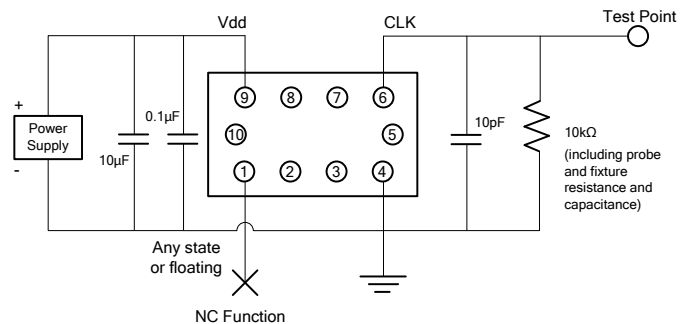 Vdd
CLK
Test Point
9
8
7
6
+
Power
Supply
-
10µF
0.1µF
10
5
10pF
10kΩ
(including probe
and fixture
resistance and
capacitance)
1
2
3
4
Any state
or floating
NC Function